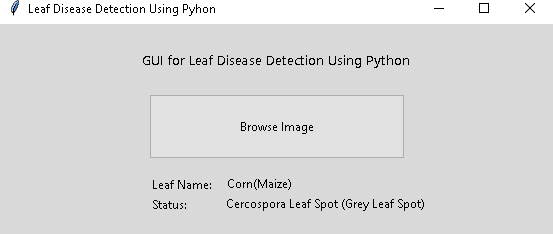 Leaf Disease Detection Using Pyhon
GUI for Leaf Disease Detection Using Python
Browse Image
Leaf Name: Corn(Maize)
Status: Cercospora Leaf Spot (Grey Leaf Spot)